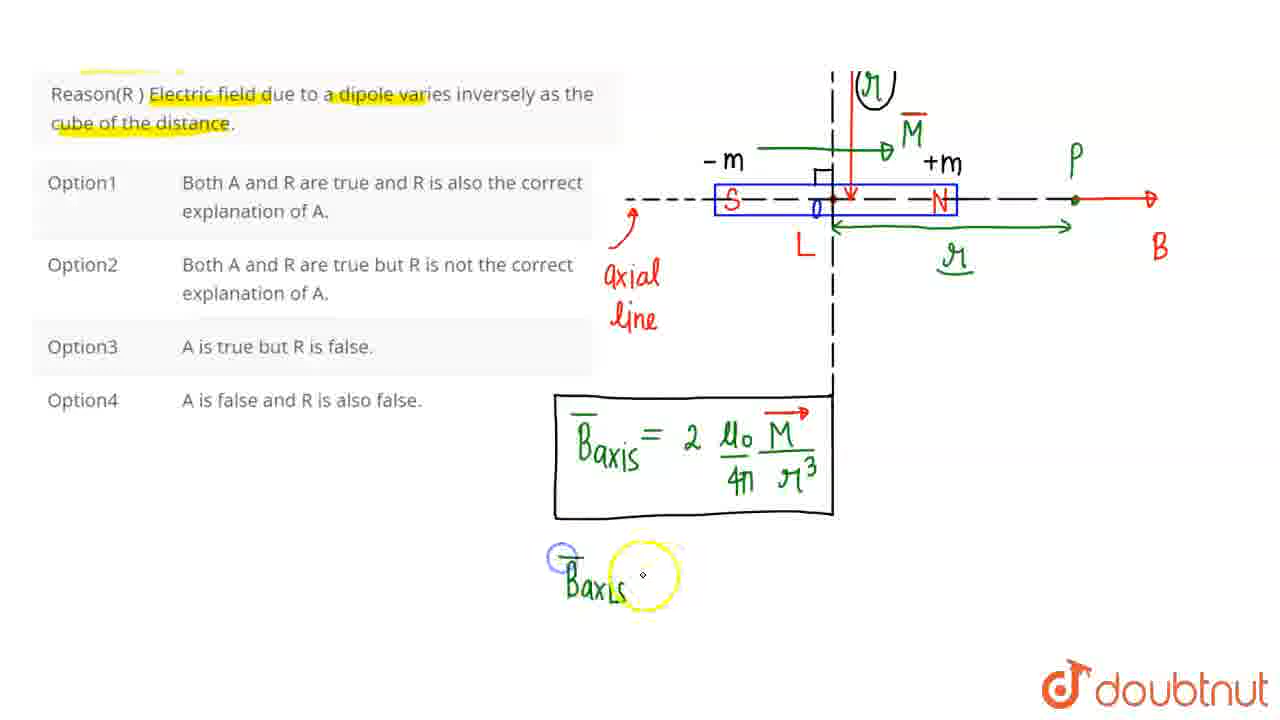 Reason(R ) Electric field due to a dipole varies inversely as the
cube of the distance.
Option1 Both A and R are true and R is also the correct
explanation of A.
Option2 Both A and R are true but R is not the correct
explanation of A.
Option3 A is true but R is false.
Option4 A is false and R is also false.
r
M
-m +m P
S O N
L r B
axial
line
B̅axis = 2 μ₀/4π M⃗/r³
B̅axis
doubtnut